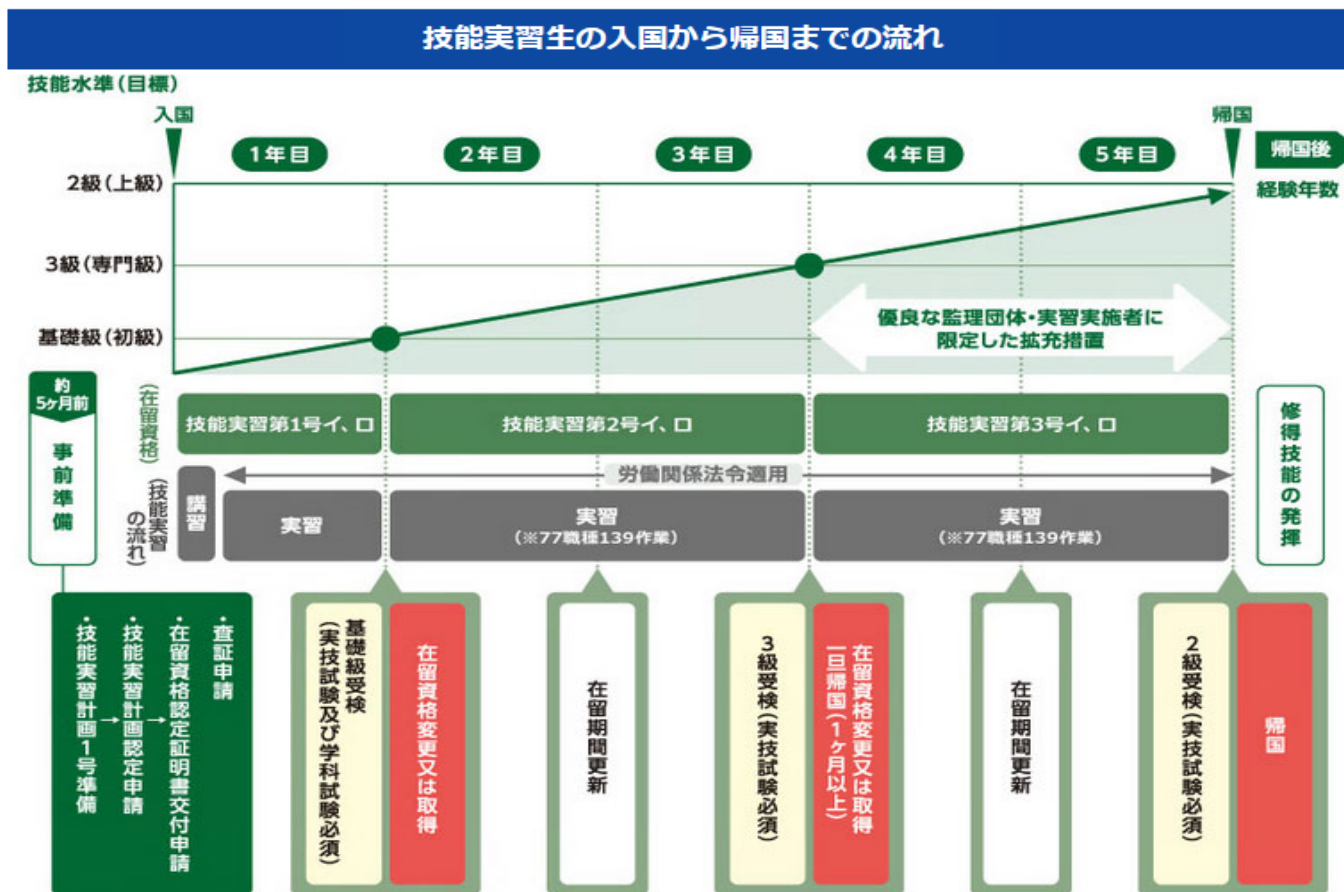 技能実習生の入国から帰国までの流れ
技能水準(目標)
入国
帰国
1年目
2年目
3年目
4年目
5年目
帰国後
経験年数
2級(上級)
3級(専門級)
基礎級(初級)
優良な監理団体・実習実施者に
限定した拡充措置
約
5ヶ月前
事前準備
(在留資格)
技能実習第1号イ、ロ
技能実習第2号イ、ロ
技能実習第3号イ、ロ
修得技能の発揮
労働関係法令適用
(技能実習
の流れ)
講習
実習
実習
(※77職種139作業)
実習
(※77職種139作業)
・技能実習計画1号準備
→
・技能実習計画認定申請
→
・在留資格認定証明書交付申請
・査証申請
基礎級受検
(実技試験及び学科試験必須)
在留資格変更又は取得
在留期間更新
3級受検(実技試験必須)
在留資格変更又は取得
一旦帰国(1ヶ月以上)
在留期間更新
2級受検(実技試験必須)
帰国